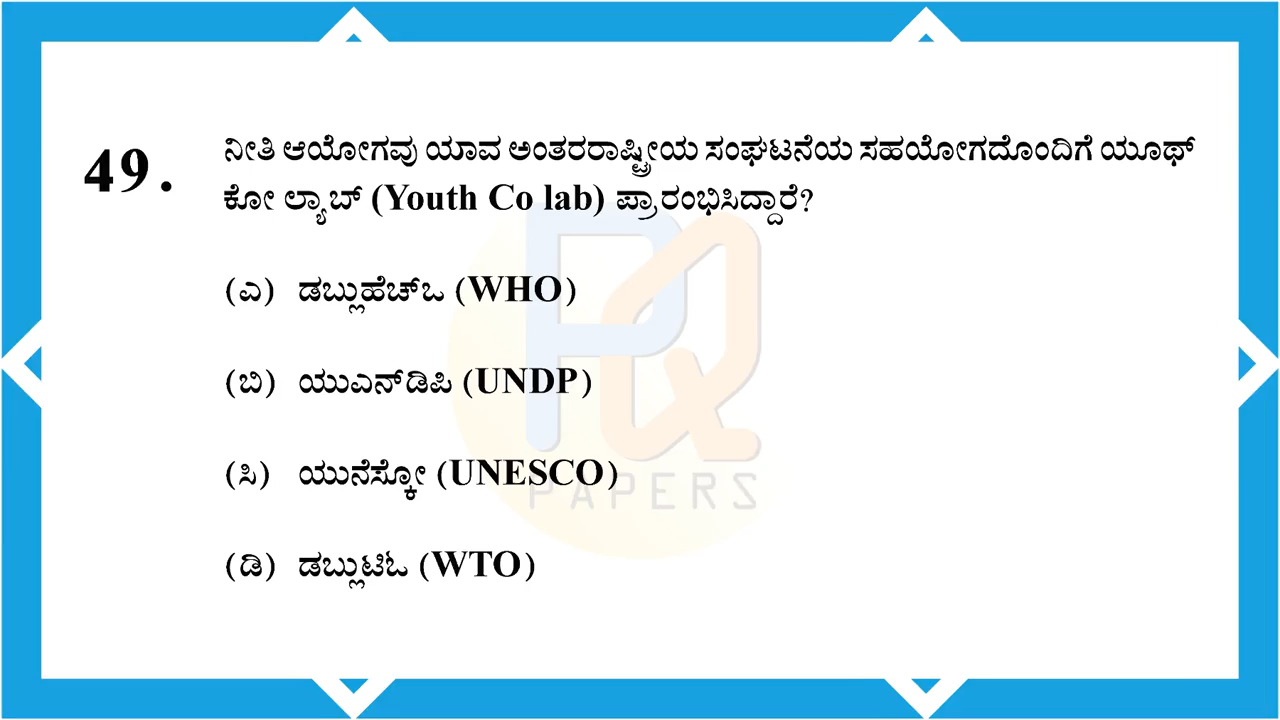 49. ನೀತಿ ಆಯೋಗವು ಯಾವ ಅಂತರರಾಷ್ಟ್ರೀಯ ಸಂಘಟನೆಯ ಸಹಯೋಗದೊಂದಿಗೆ ಯೂಥ್
ಕೋ ಲ್ಯಾಬ್ (Youth Co lab) ಪ್ರಾರಂಭಿಸಿದ್ದಾರೆ?
(ಎ) ಡಬ್ಲುಹೆಚ್ಒ (WHO)
(ಬಿ) ಯುಎನ್ಡಿಪಿ (UNDP)
(ಸಿ) ಯುನೆಸ್ಕೋ (UNESCO)
PAPERS
(ಡಿ) ಡಬ್ಲುಟಿಓ (WTO)